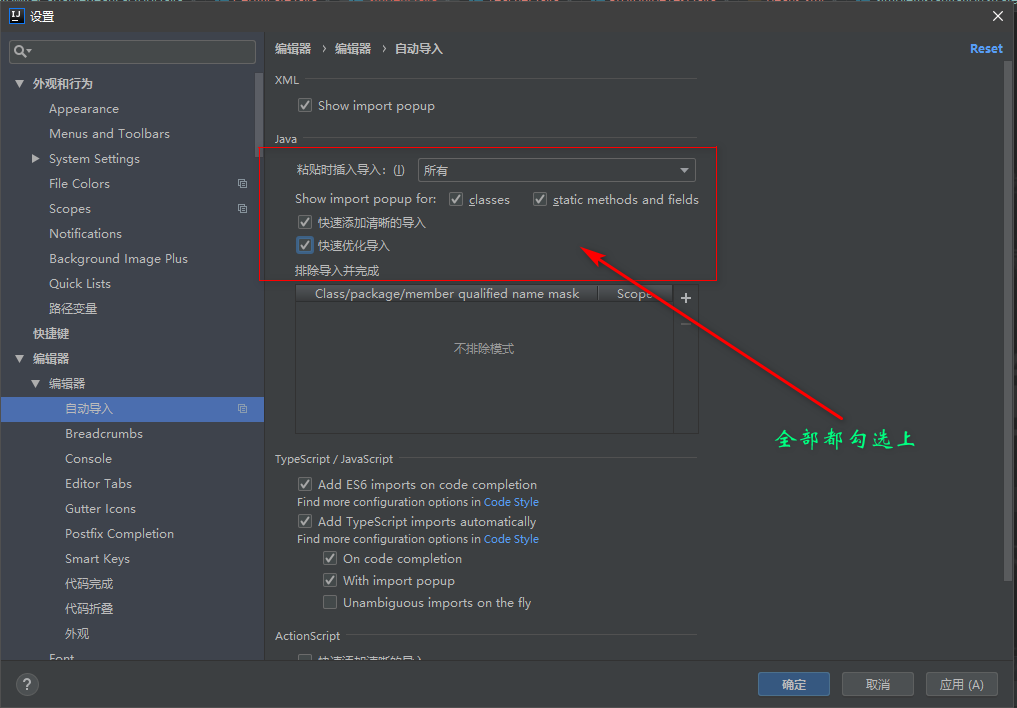 设置
编辑器 › 编辑器 › 自动导入
Reset
外观和行为
Appearance
Menus and Toolbars
System Settings
File Colors
Scopes
Notifications
Background Image Plus
Quick Lists
路径变量
快捷键
编辑器
编辑器
自动导入
Breadcrumbs
Console
Editor Tabs
Gutter Icons
Postfix Completion
Smart Keys
代码完成
代码折叠
外观
Font
XML
Show import popup
Java
粘贴时插入导入: (I) 所有
Show import popup for: classes static methods and fields
快速添加清晰的导入
快速优化导入
排除导入并完成
Class/package/member qualified name mask Scope
不排除模式
全部都勾选上
TypeScript / JavaScript
Add ES6 imports on code completion
Find more configuration options in Code Style
Add TypeScript imports automatically
Find more configuration options in Code Style
On code completion
With import popup
Unambiguous imports on the fly
ActionScript
快速添加清晰的导入
?
确定 取消 应用 (A)